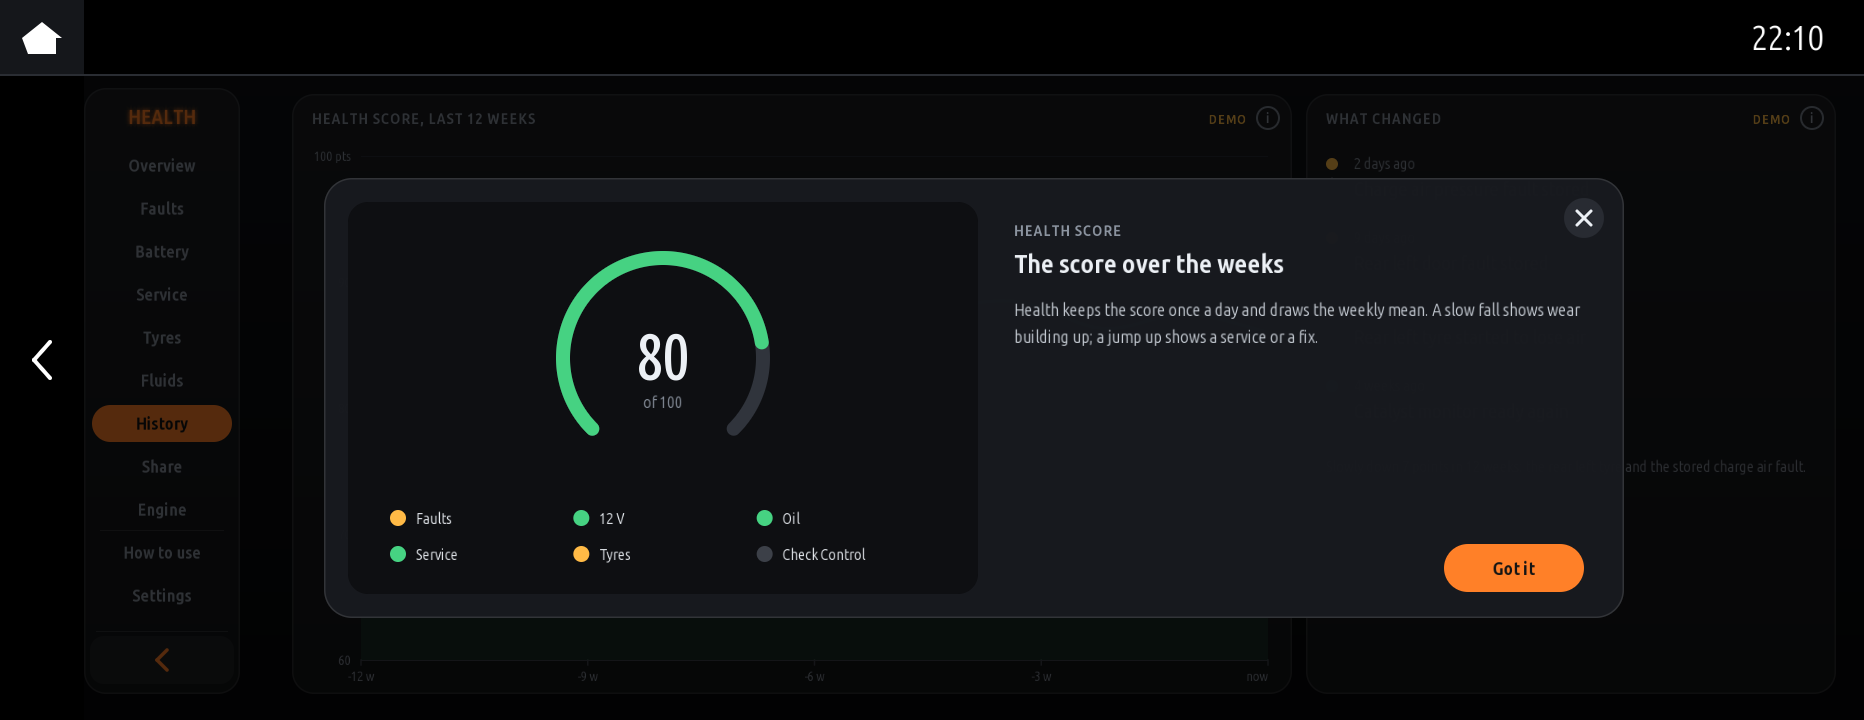 22:10
HEALTH
Overview
Faults
Battery
Service
Tyres
Fluids
History
Share
Engine
How to use
Settings
HEALTH SCORE, LAST 12 WEEKS
DEMO
i
100 pts
60
-12 w
-9 w
-6 w
-3 w
now
WHAT CHANGED
DEMO
i
2 days ago
and the stored charge air fault.
80
of 100
Faults
12 V
Oil
Service
Tyres
Check Control
HEALTH SCORE
The score over the weeks
Health keeps the score once a day and draws the weekly mean. A slow fall shows wear
building up; a jump up shows a service or a fix.
Got it